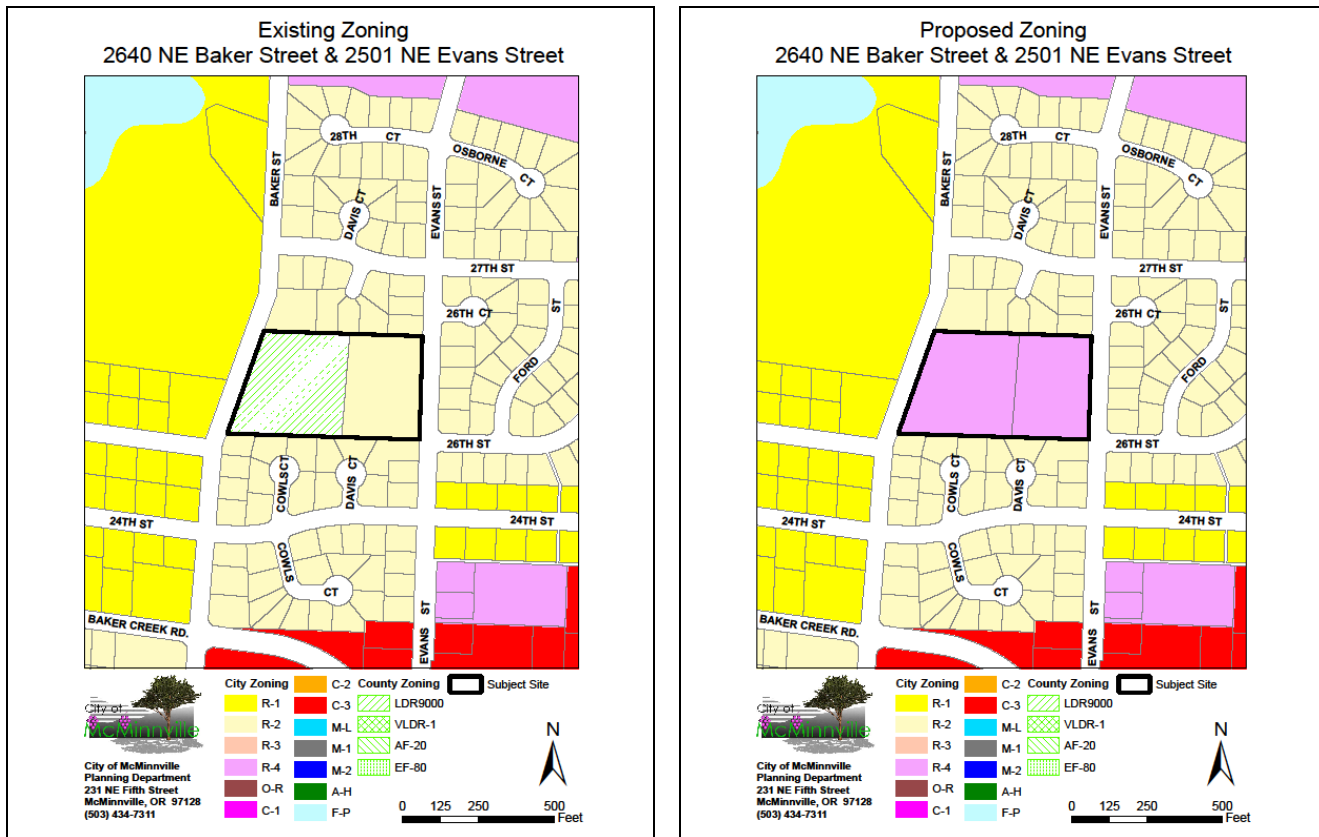 Existing Zoning
2640 NE Baker Street & 2501 NE Evans Street
28TH CT
OSBORNE CT
BAKER ST
DAVIS CT
EVANS ST
27TH ST
26TH CT
FORD ST
26TH ST
COWLS CT
DAVIS CT
24TH ST
24TH ST
COWLS CT
BAKER CREEK RD.
EVANS ST
City of
McMinnville
City of McMinnville
Planning Department
231 NE Fifth Street
McMinnville, OR 97128
(503) 434-7311
City Zoning
R-1
R-2
R-3
R-4
O-R
C-1
C-2
C-3
M-L
M-1
M-2
A-H
F-P
County Zoning
LDR9000
VLDR-1
AF-20
EF-80
Subject Site
N
0 125 250 500
Feet
Proposed Zoning
2640 NE Baker Street & 2501 NE Evans Street
28TH CT
OSBORNE CT
BAKER ST
DAVIS CT
EVANS ST
27TH ST
26TH CT
FORD ST
26TH ST
COWLS CT
DAVIS CT
24TH ST
24TH ST
COWLS CT
BAKER CREEK RD.
EVANS ST
City of
McMinnville
City of McMinnville
Planning Department
231 NE Fifth Street
McMinnville, OR 97128
(503) 434-7311
City Zoning
R-1
R-2
R-3
R-4
O-R
C-1
C-2
C-3
M-L
M-1
M-2
A-H
F-P
County Zoning
LDR9000
VLDR-1
AF-20
EF-80
Subject Site
N
0 125 250 500
Feet